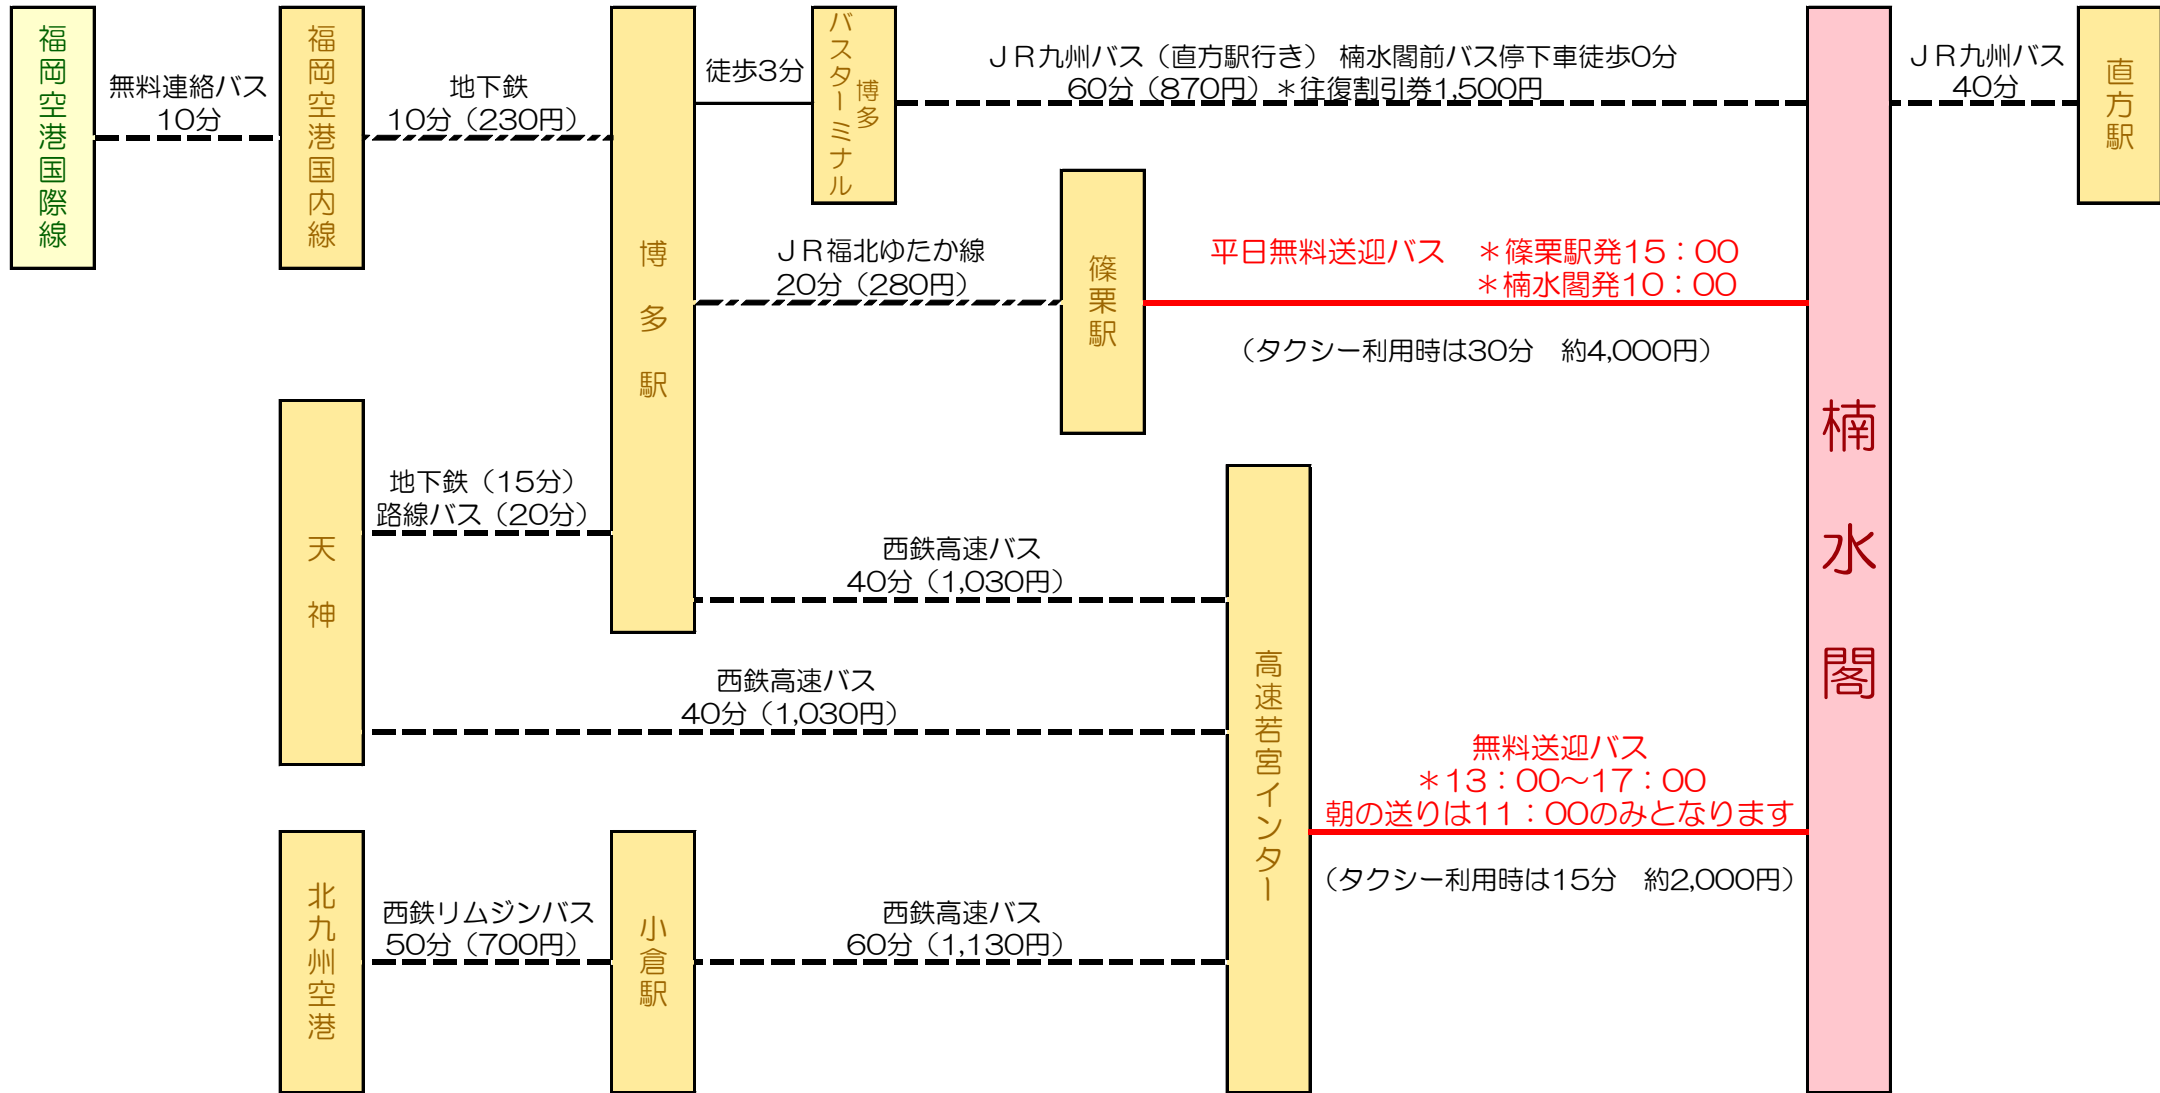 福岡空港国際線
無料連絡バス
10分
福岡空港国内線
地下鉄
10分（230円）
博多駅
徒歩3分
博多
バスターミナル
ＪＲ九州バス（直方駅行き） 楠水閣前バス停下車徒歩0分
60分（870円）＊往復割引券1,500円
楠水閣
ＪＲ九州バス
40分
直方駅
ＪＲ福北ゆたか線
20分（280円）
篠栗駅
平日無料送迎バス　＊篠栗駅発15：00
＊楠水閣発10：00
（タクシー利用時は30分　約4,000円）
天神
地下鉄（15分）
路線バス（20分）
西鉄高速バス
40分（1,030円）
西鉄高速バス
40分（1,030円）
高速若宮インター
無料送迎バス
＊13：00〜17：00
朝の送りは11：00のみとなります
（タクシー利用時は15分　約2,000円）
北九州空港
西鉄リムジンバス
50分（700円）
小倉駅
西鉄高速バス
60分（1,130円）